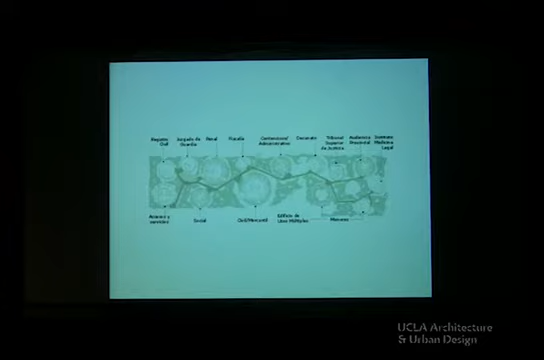 Registro Civil
Juzgado de Guardia
Penal
Fiscalía
Contencioso/ Administrativo
Decanato
Tribunal Superior de Justicia
Audiencia Provincial
Instituto Medicina Legal
Accesos y servicios
Social
Civil/Mercantil
Edificio de Usos Múltiples
Menores
UCLA Architecture
& Urban Design